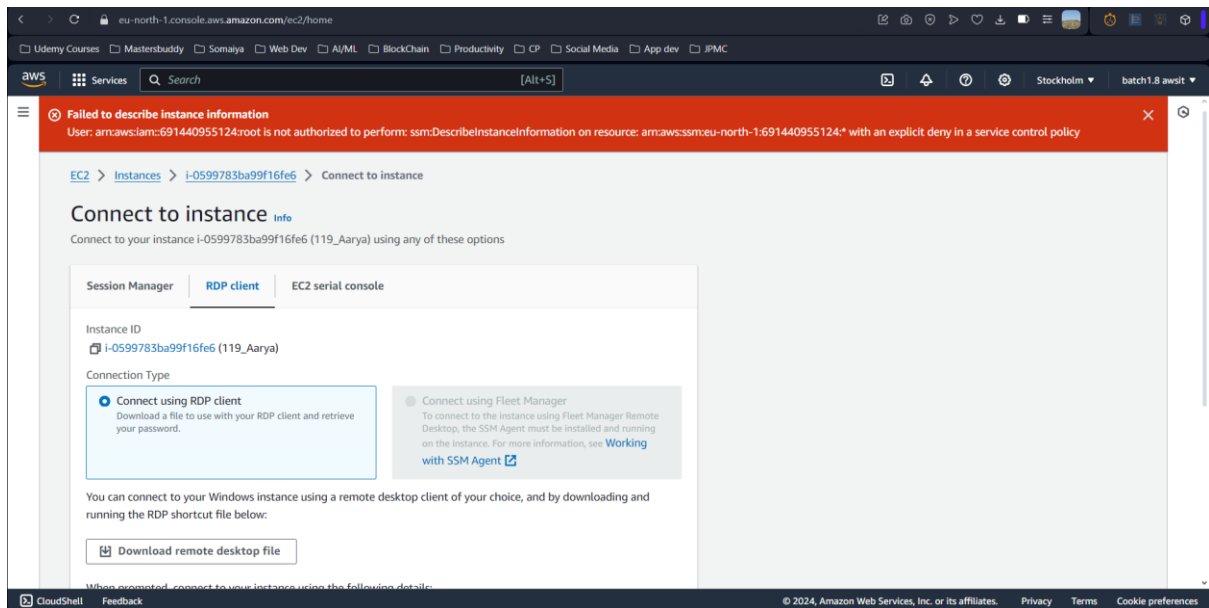 eu-north-1.console.aws.amazon.com/ec2/home
Udemy Courses Mastersbuddy Somaiya Web Dev AI/ML BlockChain Productivity CP Social Media App dev JPMC
aws Services Search [Alt+S] Stockholm batch1.8 awsit
Failed to describe instance information
User: arn:aws:iam::691440955124:root is not authorized to perform: ssm:DescribeInstanceInformation on resource: arn:aws:ssm:eu-north-1:691440955124:* with an explicit deny in a service control policy
EC2 > Instances > i-0599783ba99f16fe6 > Connect to instance
Connect to instance Info
Connect to your instance i-0599783ba99f16fe6 (119_Aarya) using any of these options
Session Manager RDP client EC2 serial console
Instance ID
i-0599783ba99f16fe6 (119_Aarya)
Connection Type
Connect using RDP client
Download a file to use with your RDP client and retrieve
your password.
Connect using Fleet Manager
To connect to the instance using Fleet Manager Remote
Desktop, the SSM Agent must be installed and running
on the instance. For more information, see Working
with SSM Agent
You can connect to your Windows instance using a remote desktop client of your choice, and by downloading and
running the RDP shortcut file below:
Download remote desktop file
When prompted, connect to your instance using the following details:
CloudShell Feedback © 2024, Amazon Web Services, Inc. or its affiliates. Privacy Terms Cookie preferences